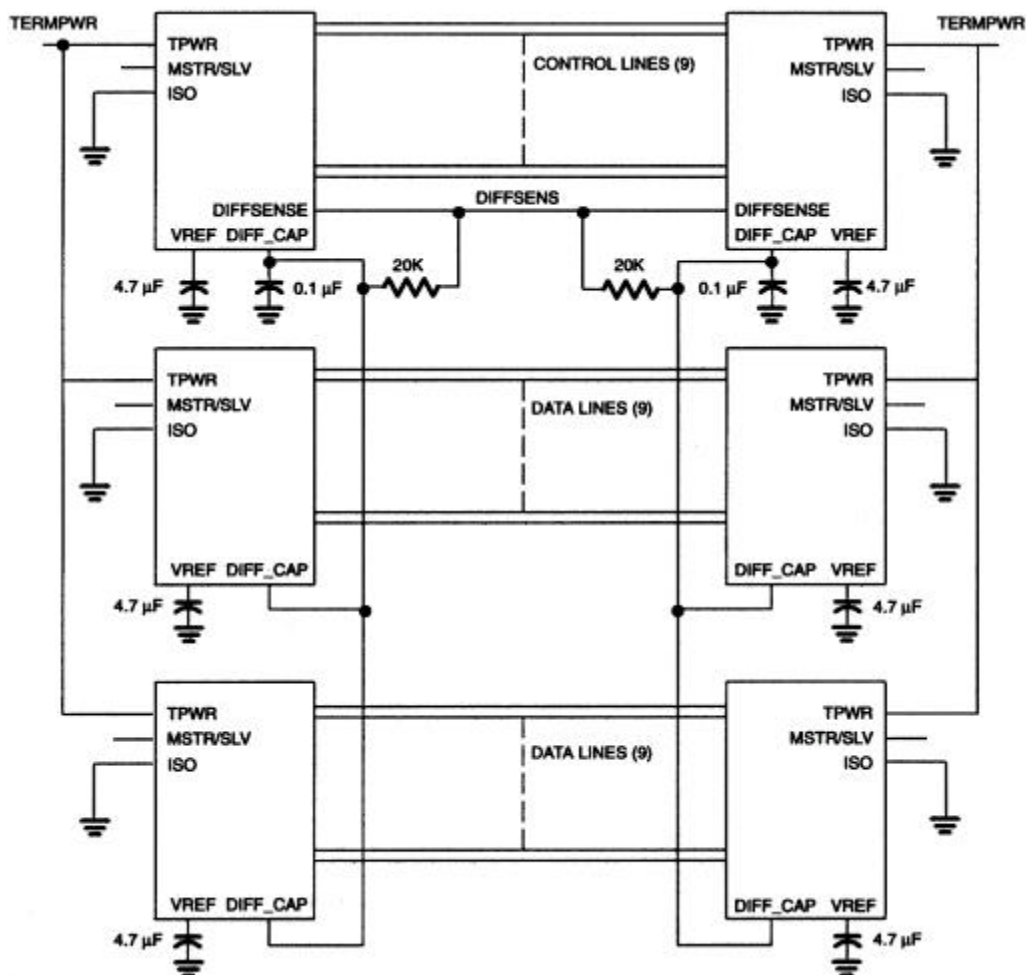 TERMPWR TERMPWR
TPWR TPWR
MSTR/SLV CONTROL LINES (9) MSTR/SLV
ISO ISO
DIFFSENSE DIFFSENS DIFFSENSE
VREF DIFF_CAP DIFF_CAP VREF
20K 20K
4.7 µF 0.1 µF 0.1 µF 4.7 µF
TPWR TPWR
MSTR/SLV DATA LINES (9) MSTR/SLV
ISO ISO
VREF DIFF_CAP DIFF_CAP VREF
4.7 µF 4.7 µF
TPWR TPWR
MSTR/SLV DATA LINES (9) MSTR/SLV
ISO ISO
VREF DIFF_CAP DIFF_CAP VREF
4.7 µF 4.7 µF